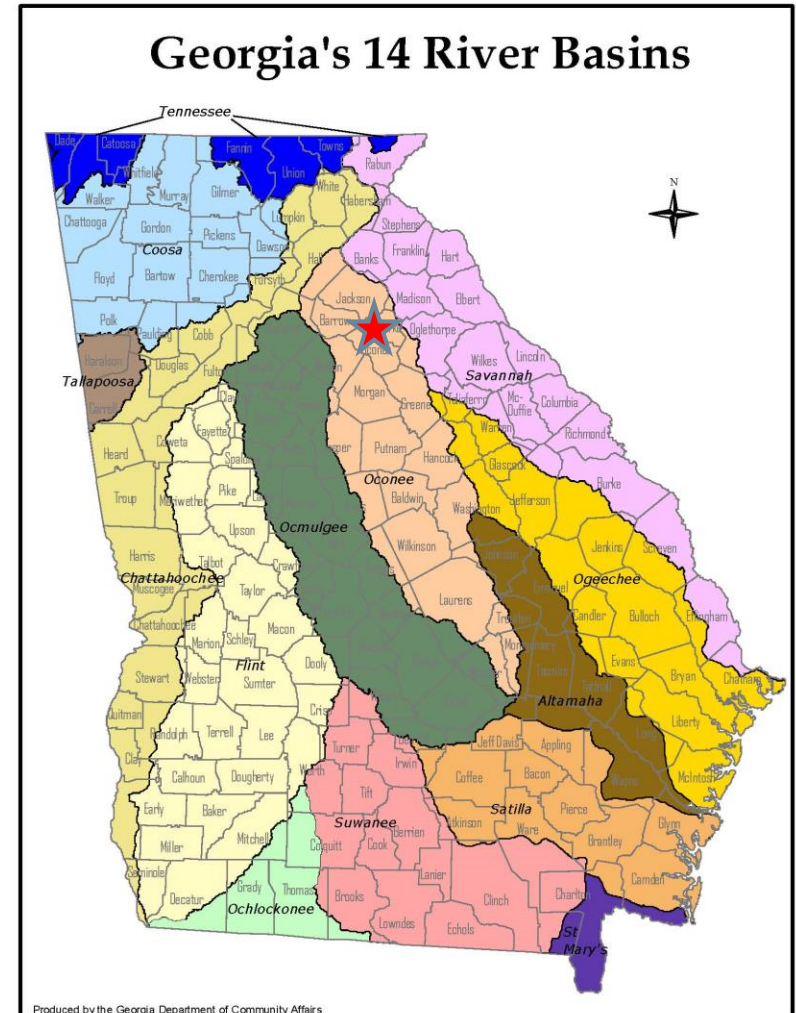 Georgia's 14 River Basins
Tennessee
N
Dade
Catoosa
Fannin
Towns
Union
Rabun
Whitfield
Walker
Murray
Gilmer
White
Habersham
Lumpkin
Stephens
Chattooga
Gordon
Pickens
Dawson
Coosa
Hall
Banks
Franklin
Hart
Floyd
Bartow
Cherokee
Forsyth
Jackson
Madison
Elbert
Polk
Paulding
Cobb
Barrow
Oglethorpe
Haralson
Douglas
Wilkes
Lincoln
Tallapoosa
Savannah
Carroll
Morgan
Greene
Taliaferro
Mc-
Duffie
Columbia
Fayette
Warren
Richmond
Heard
Coweta
Putnam
Hancock
Glascock
Oconee
Burke
Troup
Meriwether
Pike
Baldwin
Jefferson
Washington
Upson
Ocmulgee
Wilkinson
Johnson
Jenkins
Screven
Harris
Talbot
Chattahoochee
Muscogee
Taylor
Laurens
Ogeechee
Candler
Bulloch
Effingham
Chattahoochee
Marion
Schley
Macon
Evans
Flint
Dooly
Stewart
Webster
Sumter
Bryan
Chatham
Altamaha
Quitman
Liberty
Randolph
Terrell
Lee
Turner
Irwin
Jeff Davis
Appling
Long
Clay
Calhoun
Dougherty
Worth
Coffee
Bacon
Wayne
McIntosh
Tift
Early
Baker
Satilla
Pierce
Suwanee
Atkinson
Ware
Glynn
Miller
Mitchell
Colquitt
Cook
Berrien
Brantley
Seminole
Lanier
Grady
Thomas
Brooks
Clinch
Charlton
Camden
Decatur
Ochlockonee
Lowndes
Echols
St
Mary's
Produced by the Georgia Department of Community Affairs